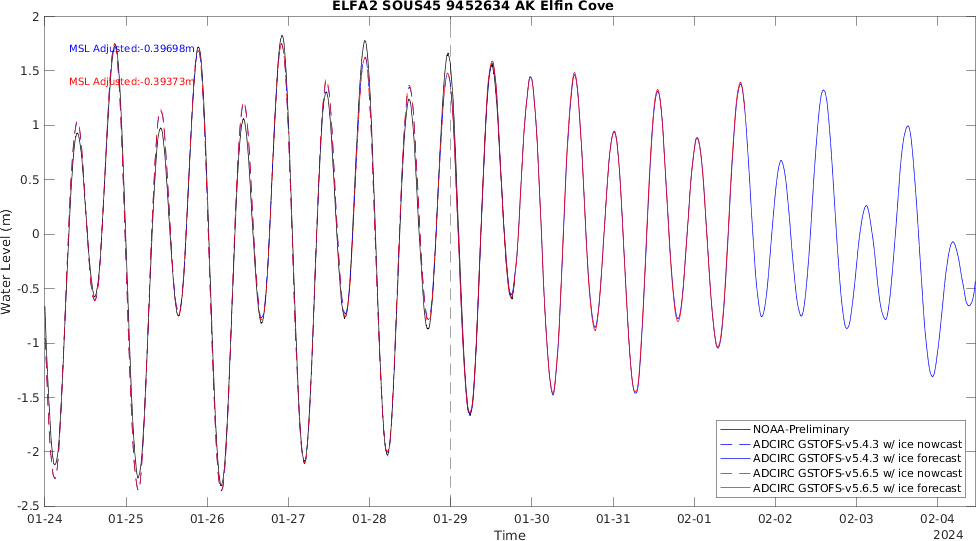 ELFA2 SOUS45 9452634 AK Elfin Cove
MSL Adjusted:-0.39698m
MSL Adjusted:-0.39373m
Water Level (m)
2
1.5
1
0.5
0
-0.5
-1
-1.5
-2
-2.5
NOAA-Preliminary
ADCIRC GSTOFS-v5.4.3 w/ ice nowcast
ADCIRC GSTOFS-v5.4.3 w/ ice forecast
ADCIRC GSTOFS-v5.6.5 w/ ice nowcast
ADCIRC GSTOFS-v5.6.5 w/ ice forecast
01-24 01-25 01-26 01-27 01-28 01-29 01-30 01-31 02-01 02-02 02-03 02-04
Time
2024